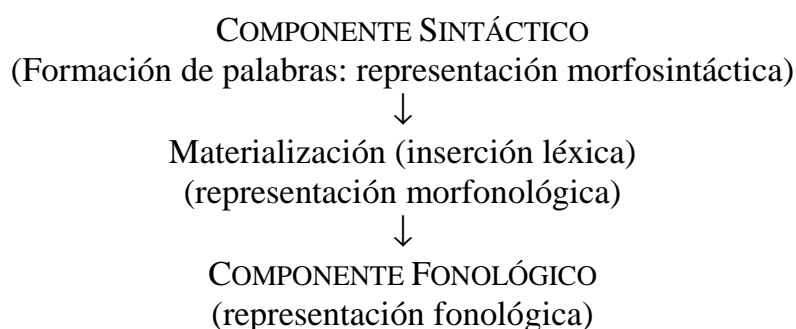 COMPONENTE SINTÁCTICO
(Formación de palabras: representación morfosintáctica)
↓
Materialización (inserción léxica)
(representación morfonológica)
↓
COMPONENTE FONOLÓGICO
(representación fonológica)